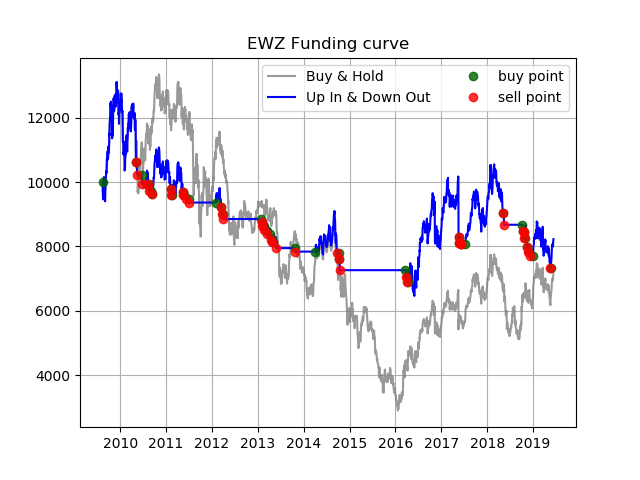 EWZ Funding curve
Buy & Hold
Up In & Down Out
buy point
sell point
12000
10000
8000
6000
4000
2010 2011 2012 2013 2014 2015 2016 2017 2018 2019